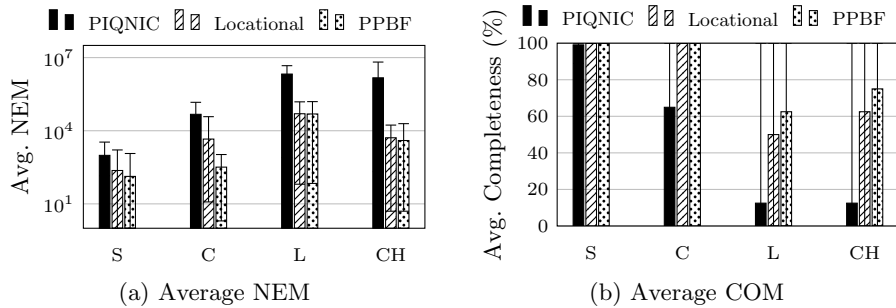 PIQNIC Locational PPBF
Avg. NEM
10^7
10^4
10^1
S C L CH
(a) Average NEM
PIQNIC Locational PPBF
Avg. Completeness (%)
100
80
60
40
20
0
S C L CH
(b) Average COM